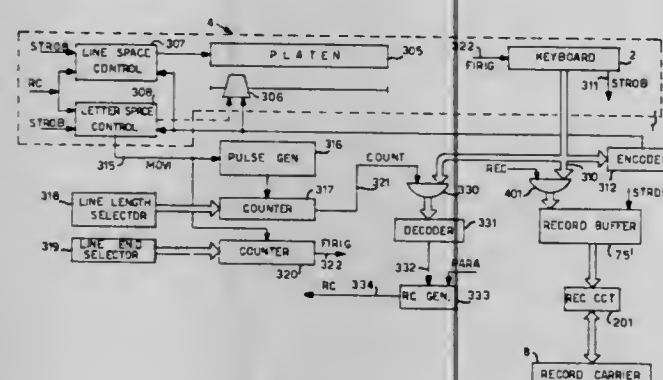 4
STROB
LINE SPACE CONTROL
307
PLATEN
305
322
FIRIG
KEYBOARD
2
RC
308
306
311
STROB
STROB
LETTER SPACE CONTROL
315
MOVI
PULSE GEN
316
COUNT
REC
310
ENCODE
312
318
LINE LENGTH SELECTOR
COUNTER
317
321
330
401
319
LINE END SELECTOR
COUNTER
320
FIRIG
322
DECODER
331
RECORD BUFFER
75'
332
PARA
RC
334
RC GEN.
333
REC CCT
201
8
RECORD CARRIER